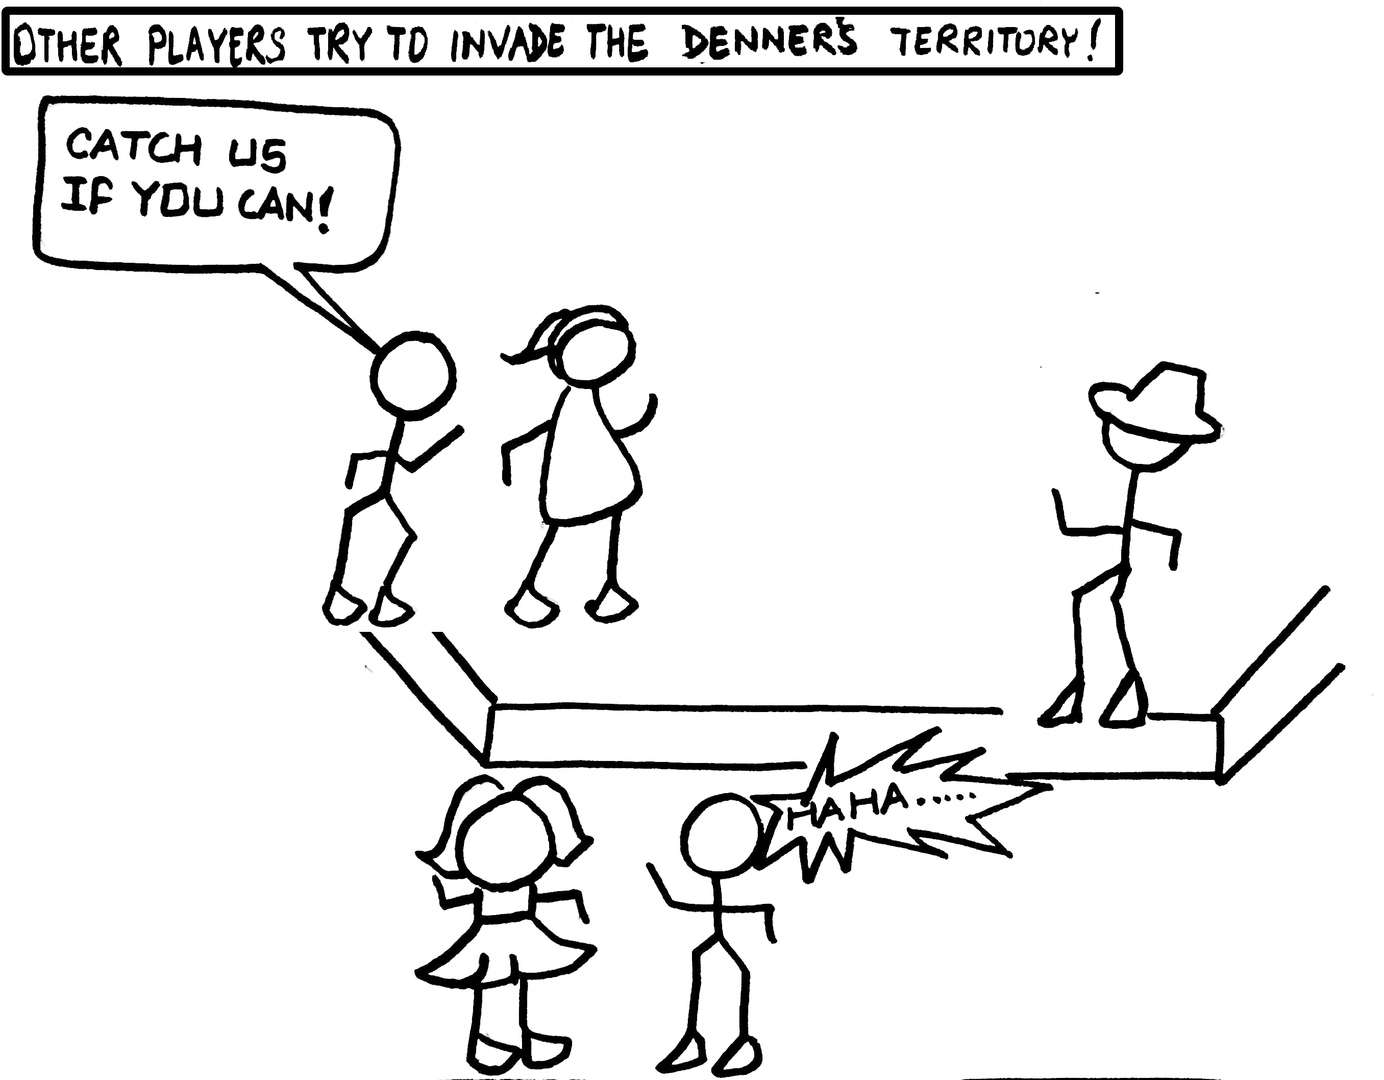 OTHER PLAYERS TRY TO INVADE THE DENNER'S TERRITORY!
CATCH US
IF YOU CAN!
HAHA.....